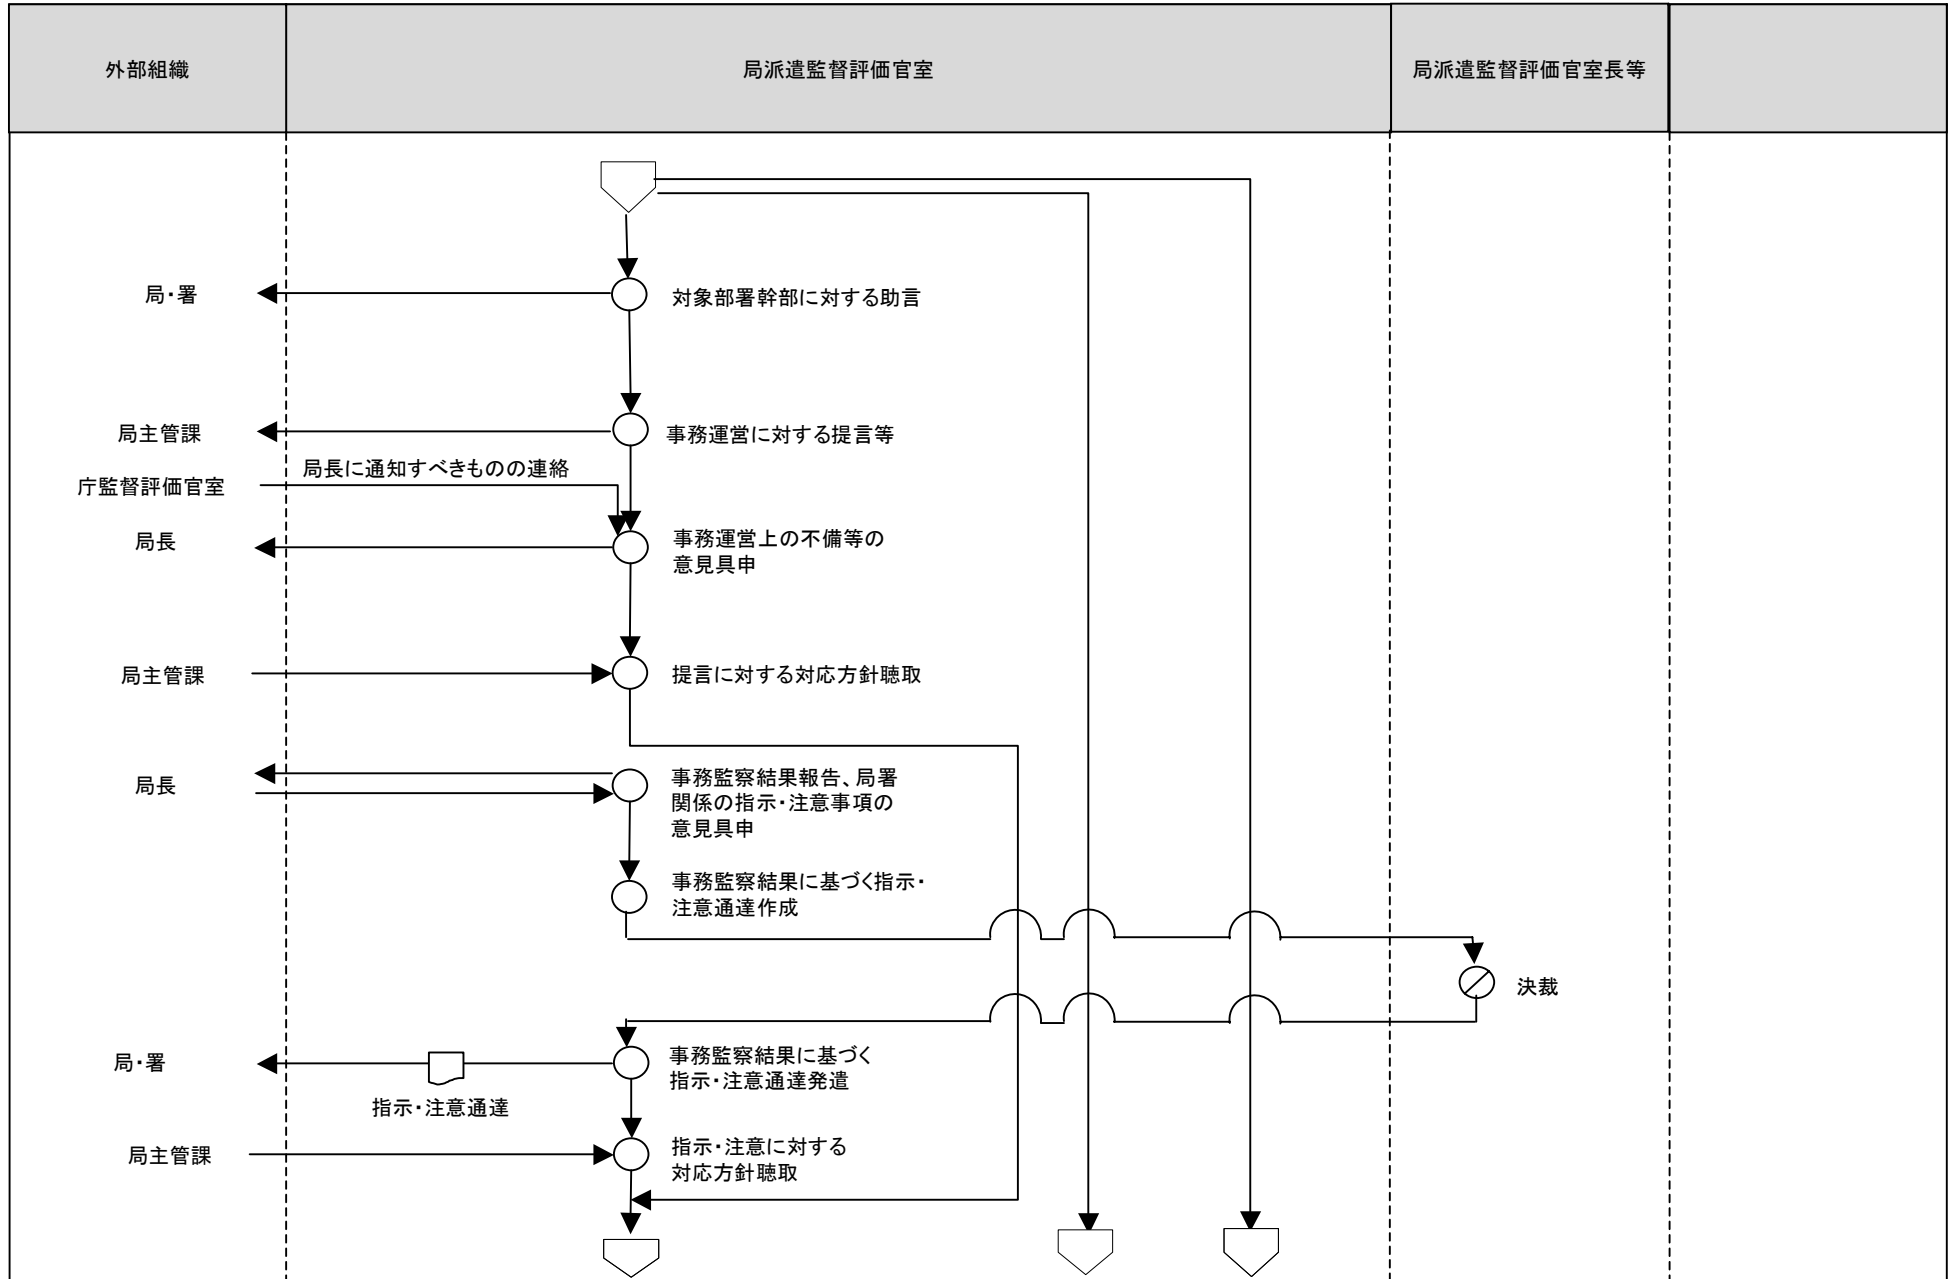 外部組織
局派遣監督評価官室
局派遣監督評価官室長等
局・署
対象部署幹部に対する助言
局主管課
事務運営に対する提言等
局長に通知すべきものの連絡
庁監督評価官室
局長
事務運営上の不備等の
意見具申
局主管課
提言に対する対応方針聴取
局長
事務監察結果報告、局署
関係の指示・注意事項の
意見具申
事務監察結果に基づく指示・
注意通達作成
決裁
局・署
事務監察結果に基づく
指示・注意通達発遣
指示・注意通達
局主管課
指示・注意に対する
対応方針聴取